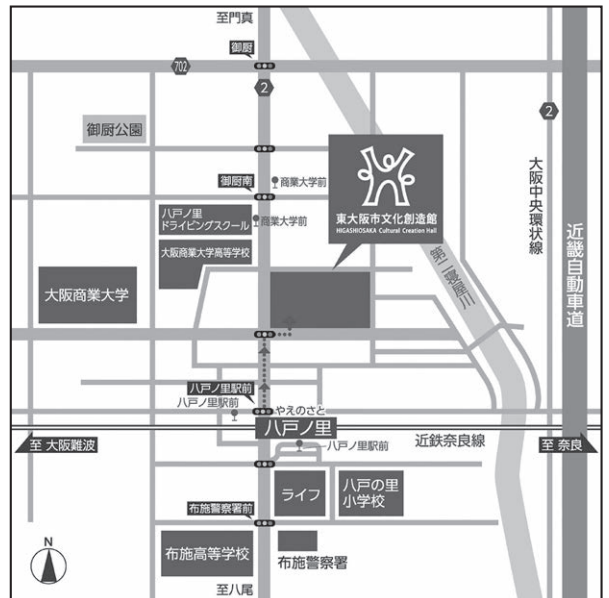 至門真
御厨
702
2
2
御厨公園
御厨南
商業大学前
八戸ノ里
ドライビングスクール
商業大学前
東大阪市文化創造館
HIGASHIOSAKA Cultural Creation Hall
大阪中央環状線
近畿自動車道
大阪商業大学高等学校
第二寝屋川
大阪商業大学
八戸ノ里駅前
八戸ノ里駅前
やえのさと
八戸ノ里
八戸ノ里駅前
近鉄奈良線
至 大阪難波
至 奈良
ライフ
八戸の里
小学校
布施警察署前
布施高等学校
布施警察署
N
至八尾